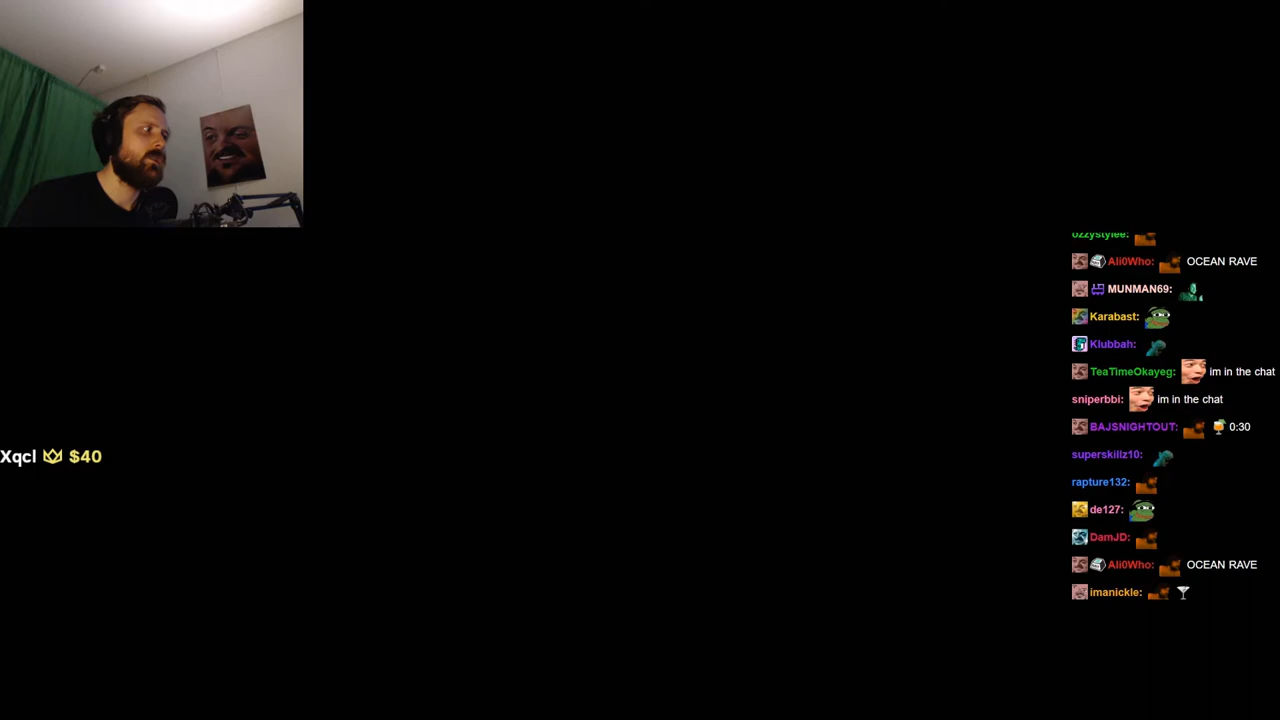 Xqcl $40
ozzystylee:
Ali0Who: OCEAN RAVE
MUNMAN69:
Karabast:
Klubbah:
TeaTimeOkayeg: im in the chat
sniperbbi: im in the chat
BAJSNIGHTOUT: 0:30
superskillz10:
rapture132:
de127:
DamJD:
Ali0Who: OCEAN RAVE
imanickle: